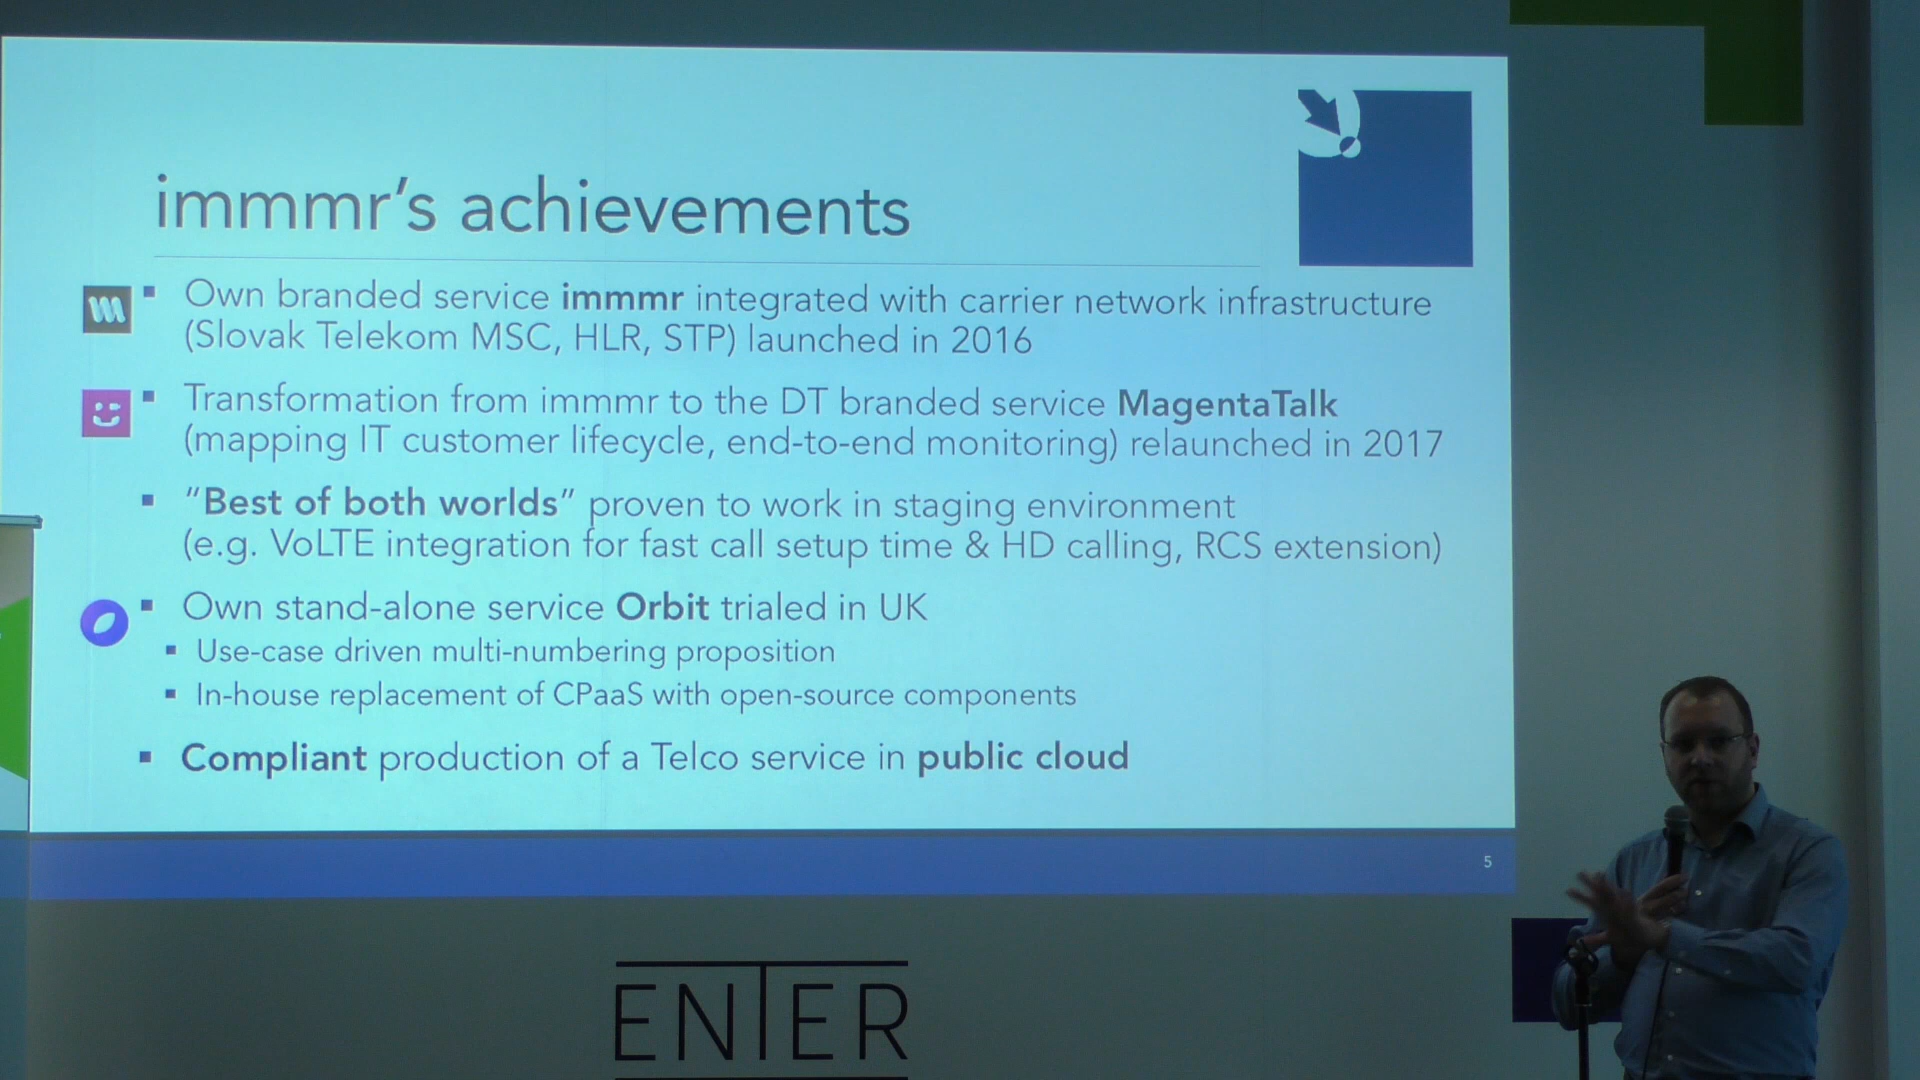 immmr's achievements
Own branded service immmr integrated with carrier network infrastructure
(Slovak Telekom MSC, HLR, STP) launched in 2016
Transformation from immmr to the DT branded service MagentaTalk
(mapping IT customer lifecycle, end-to-end monitoring) relaunched in 2017
"Best of both worlds" proven to work in staging environment
(e.g. VoLTE integration for fast call setup time & HD calling, RCS extension)
Own stand-alone service Orbit trialed in UK
Use-case driven multi-numbering proposition
In-house replacement of CPaaS with open-source components
Compliant production of a Telco service in public cloud
5
ENTER